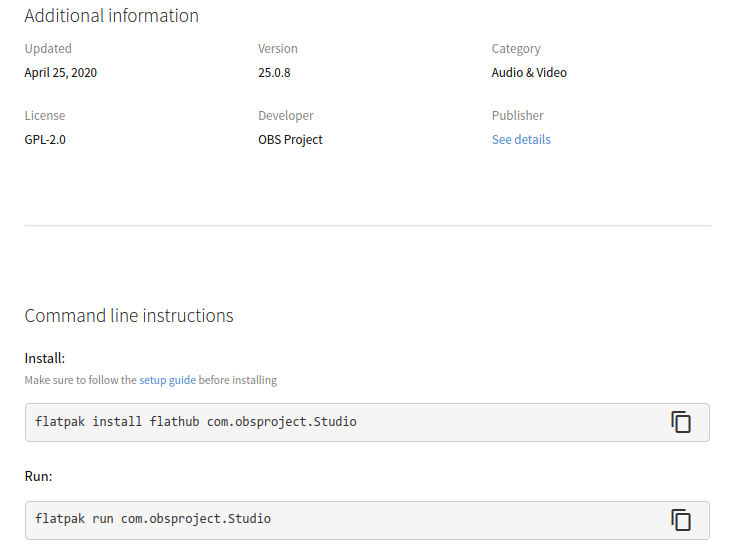 Additional information
Updated
Version
Category
April 25, 2020
25.0.8
Audio & Video
License
Developer
Publisher
GPL-2.0
OBS Project
See details
Command line instructions
Install:
Make sure to follow the setup guide before installing
flatpak install flathub com.obsproject.Studio
Run:
flatpak run com.obsproject.Studio